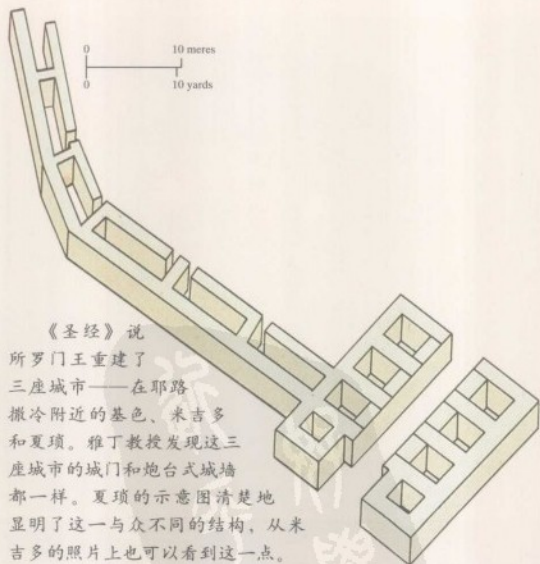 0 10 meres
0 10 yards
《圣经》说
所罗门王重建了
三座城市——在耶路
撒冷附近的基色、米吉多
和夏琐。雅丁教授发现这三
座城市的城门和炮台式城墙
都一样。夏琐的示意图清楚地
显明了这一与众不同的结构，从米
吉多的照片上也可以看到这一点。